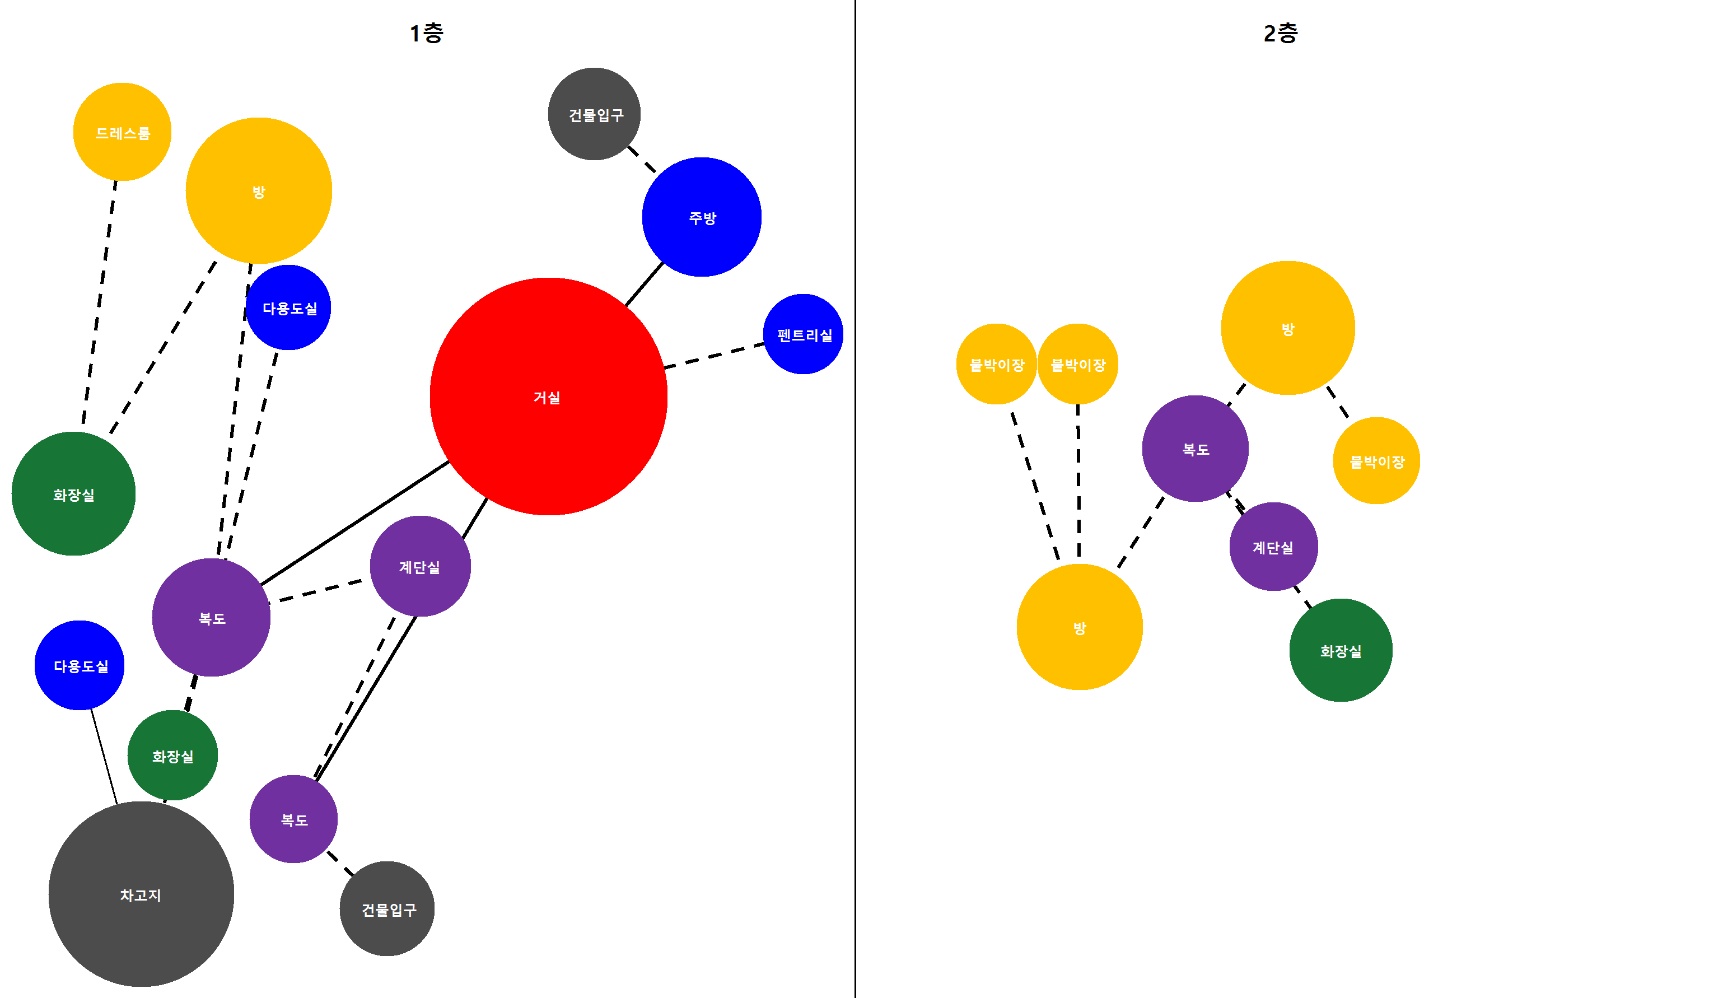 1층
건물입구
드레스룸
방
주방
다용도실
펜트리실
거실
화장실
계단실
복도
다용도실
화장실
복도
차고지
건물입구
2층
방
붙박이장
붙박이장
복도
붙박이장
계단실
방
화장실